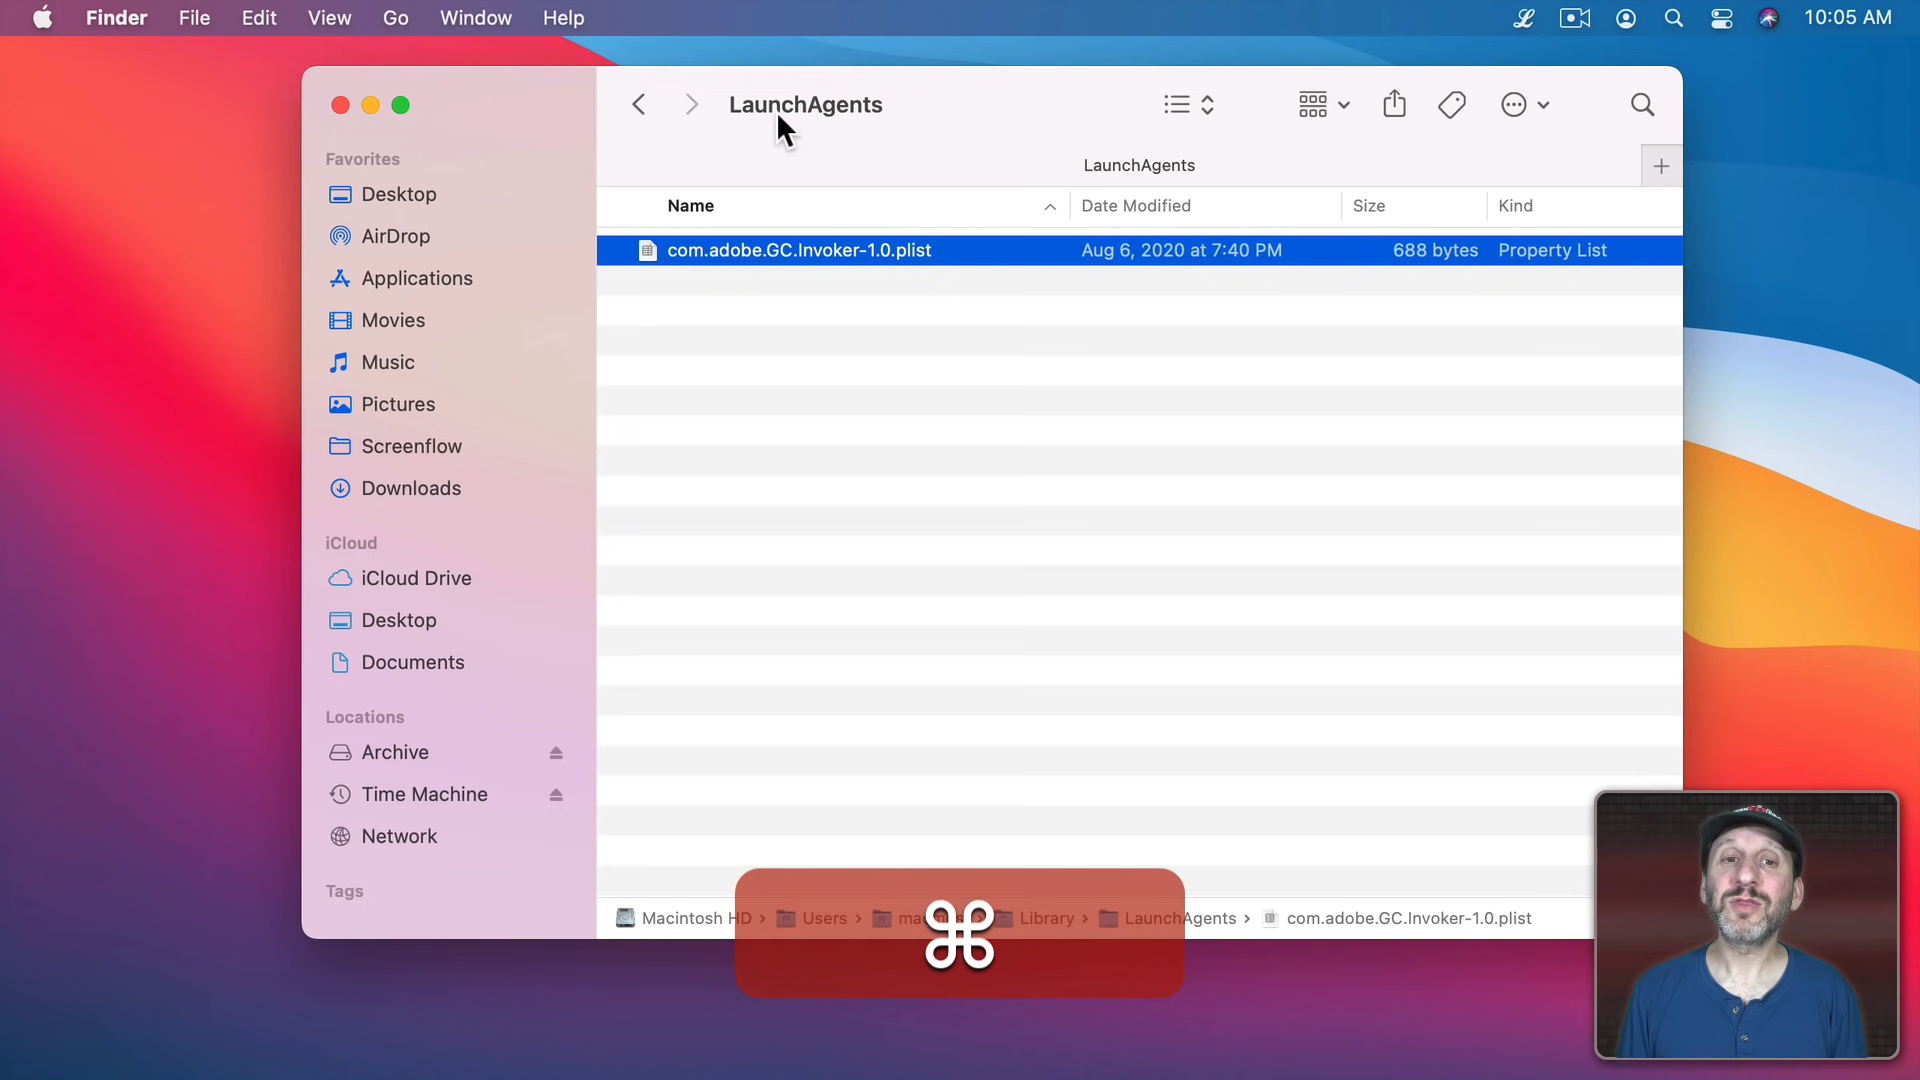 Finder File Edit View Go Window Help 10:05 AM
LaunchAgents
LaunchAgents
Name Date Modified Size Kind
com.adobe.GC.Invoker-1.0.plist Aug 6, 2020 at 7:40 PM 688 bytes Property List
Favorites
Desktop
AirDrop
Applications
Movies
Music
Pictures
Screenflow
Downloads
iCloud
iCloud Drive
Desktop
Documents
Locations
Archive
Time Machine
Network
Tags
Macintosh HD › Users › Library › LaunchAgents › com.adobe.GC.Invoker-1.0.plist
⌘